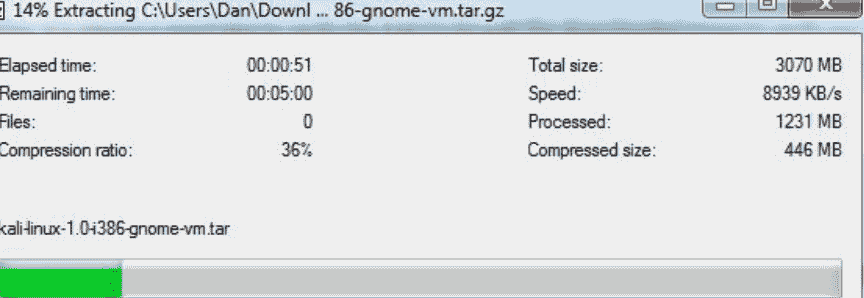 14% Extracting C:\Users\Dan\Downl ... 86-gnome-vm.tar.gz
Elapsed time: 00:00:51 Total size: 3070 MB
Remaining time: 00:05:00 Speed: 8939 KB/s
Files: 0 Processed: 1231 MB
Compression ratio: 36% Compressed size: 446 MB
kali-linux-1.0-i386-gnome-vm.tar